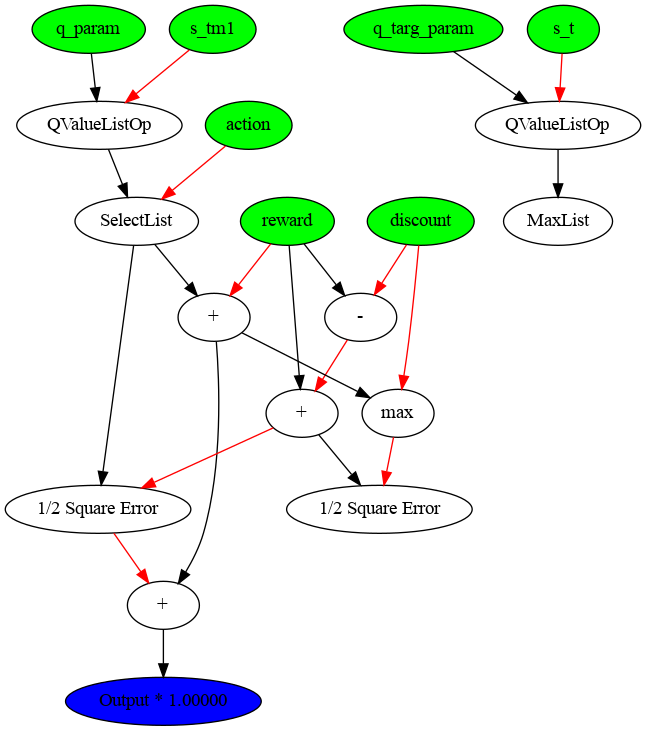 q_param
s_tm1
q_targ_param
s_t
QValueListOp
action
QValueListOp
SelectList
reward
discount
MaxList
+
-
+
max
1/2 Square Error
1/2 Square Error
+
Output * 1.00000